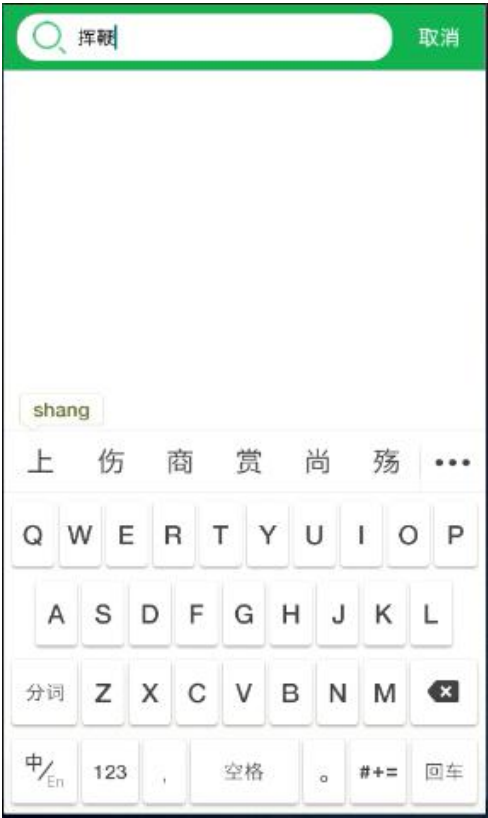 挥鞭 取消
shang
上 伤 商 赏 尚 殇 •••
Q W E R T Y U I O P
A S D F G H J K L
分词 Z X C V B N M
中/En 123 , 空格 。 #+= 回车